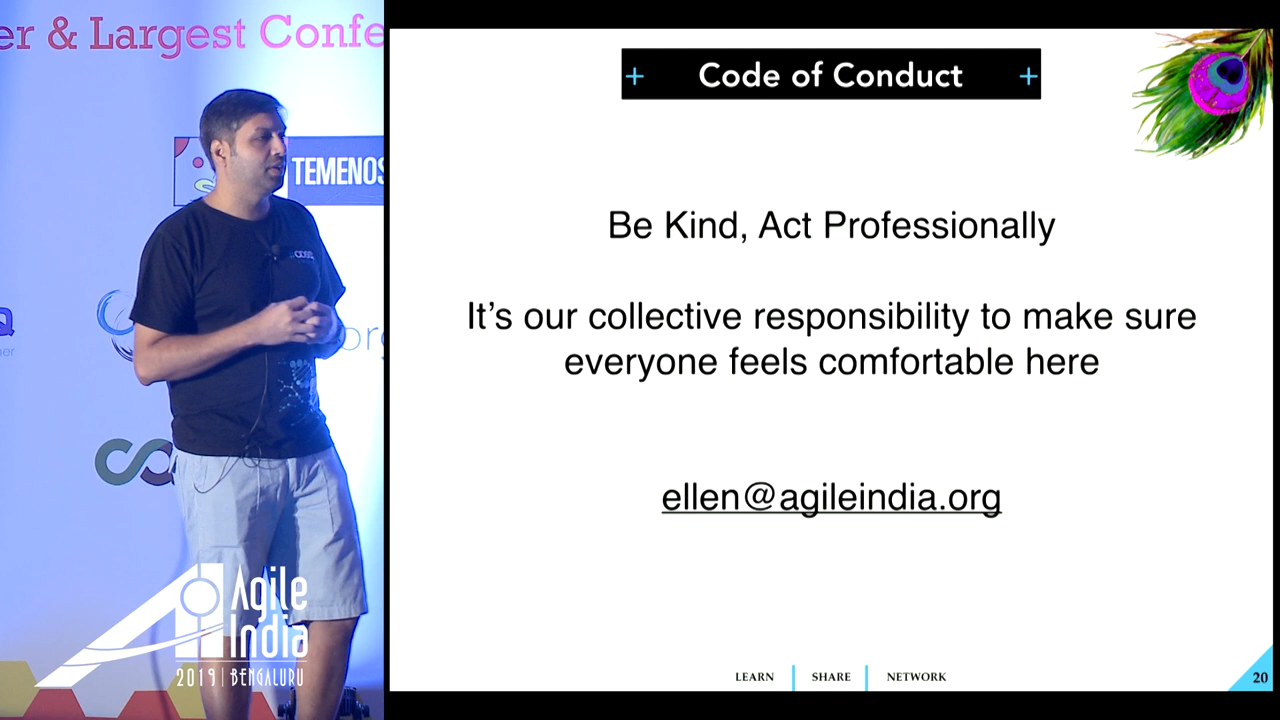 er & Largest Confe
TEMENOS
Agile
India
2019 | BENGALURU
Code of Conduct
Be Kind, Act Professionally
It's our collective responsibility to make sure
everyone feels comfortable here
ellen@agileindia.org
LEARN | SHARE | NETWORK
20